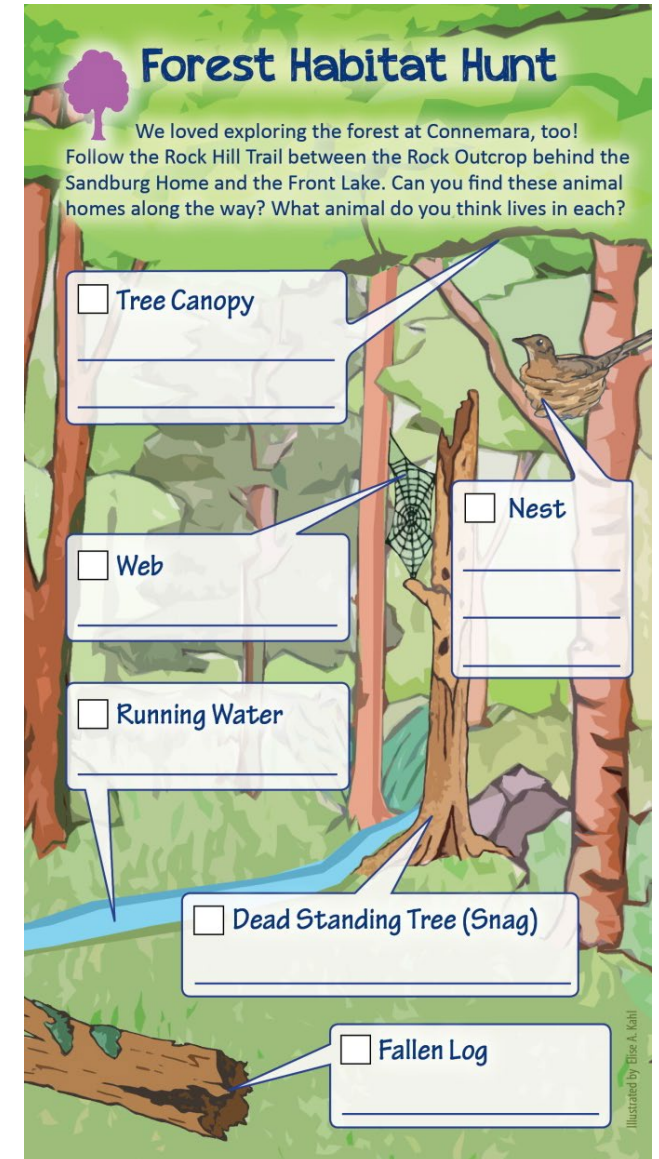 Forest Habitat Hunt
We loved exploring the forest at Connemara, too!
Follow the Rock Hill Trail between the Rock Outcrop behind the
Sandburg Home and the Front Lake. Can you find these animal
homes along the way? What animal do you think lives in each?
Tree Canopy
Nest
Web
Running Water
Dead Standing Tree (Snag)
Fallen Log
Illustrated by Elise A. Kahl